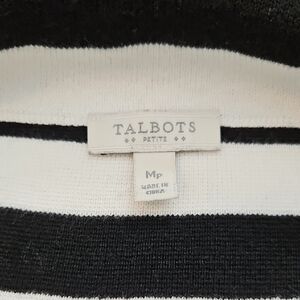 TALBOTS
PETITE
MP
MADE IN
CHINA